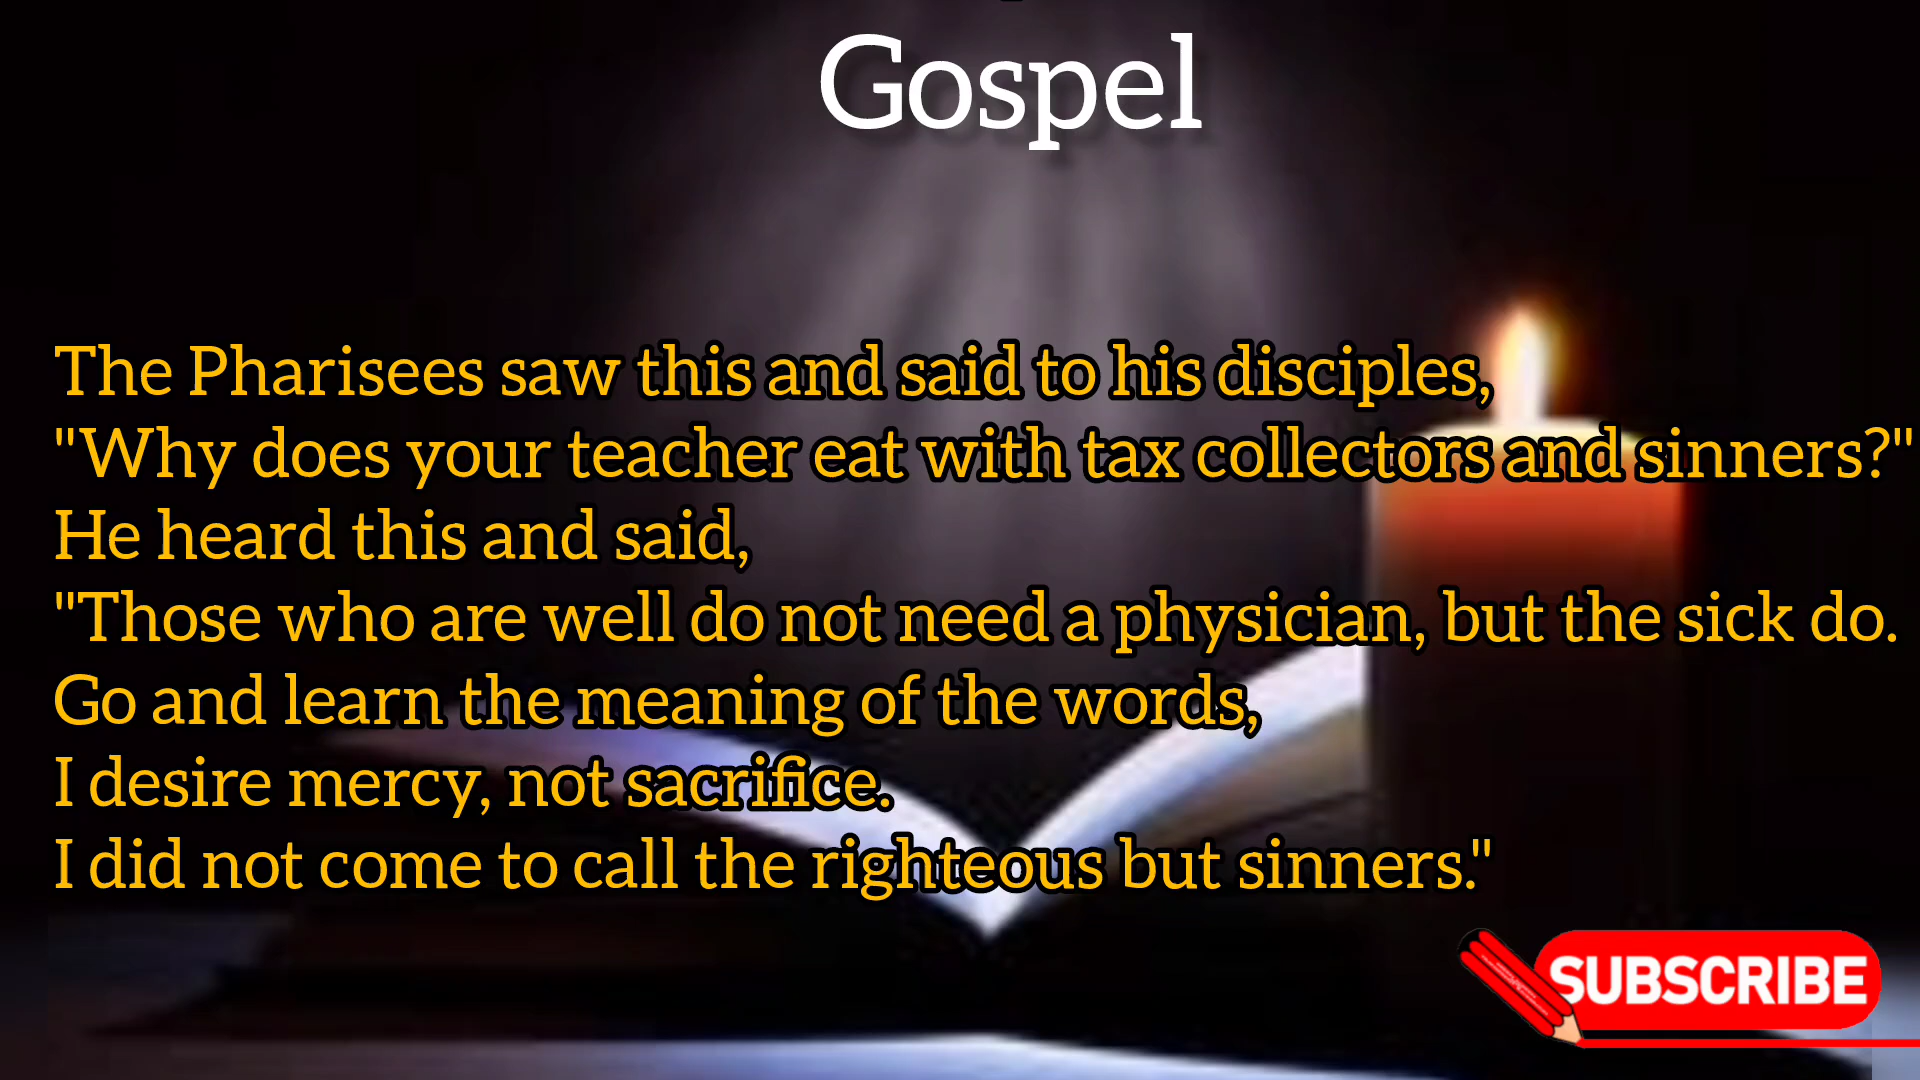 Gospel
The Pharisees saw this and said to his disciples,
"Why does your teacher eat with tax collectors and sinners?"
He heard this and said,
"Those who are well do not need a physician, but the sick do.
Go and learn the meaning of the words,
I desire mercy, not sacrifice.
I did not come to call the righteous but sinners."
SUBSCRIBE